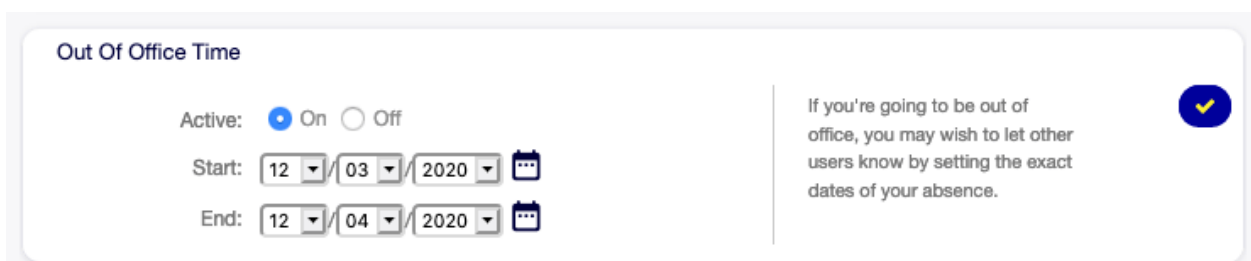 Out Of Office Time
Active: On Off
Start: 12 / 03 / 2020
End: 12 / 04 / 2020
If you're going to be out of
office, you may wish to let other
users know by setting the exact
dates of your absence.